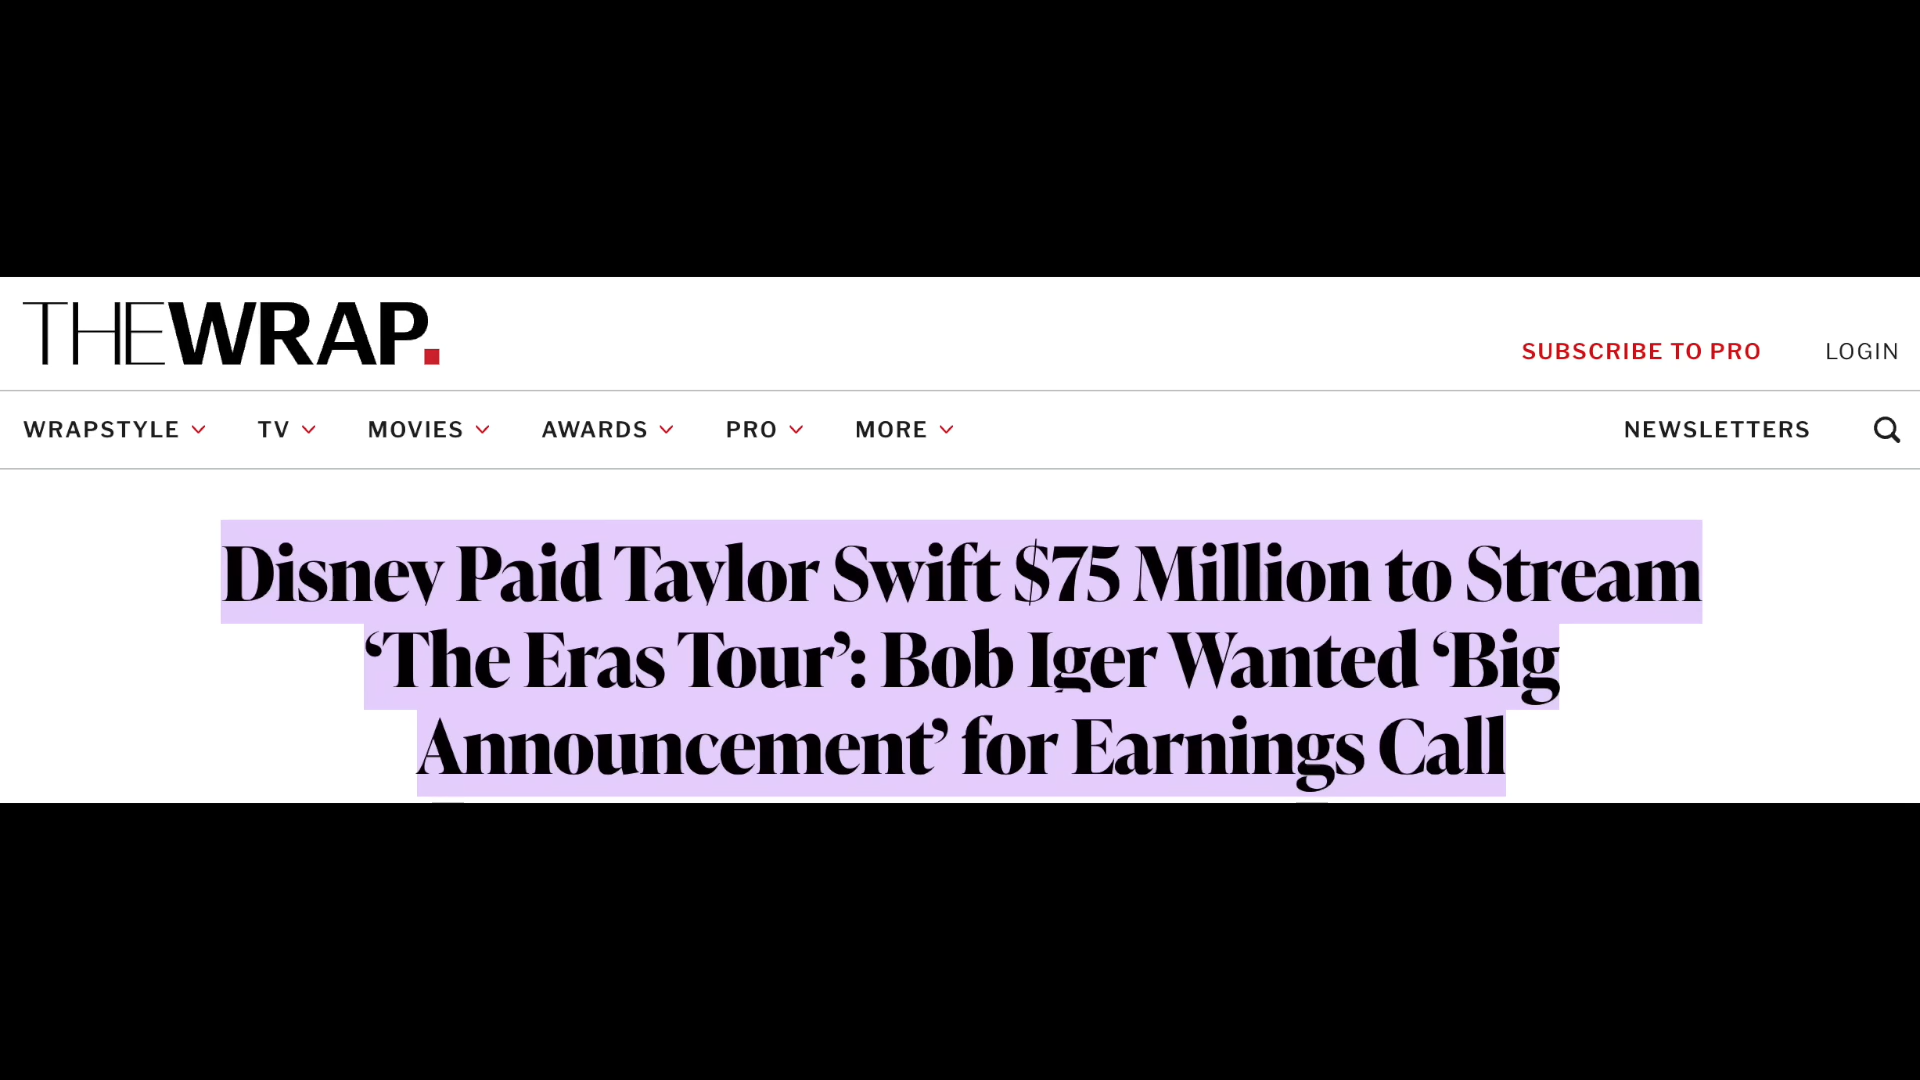 THEWRAP.
SUBSCRIBE TO PRO LOGIN
WRAPSTYLE TV MOVIES AWARDS PRO MORE NEWSLETTERS
Disney Paid Taylor Swift $75 Million to Stream
‘The Eras Tour’: Bob Iger Wanted ‘Big
Announcement’ for Earnings Call